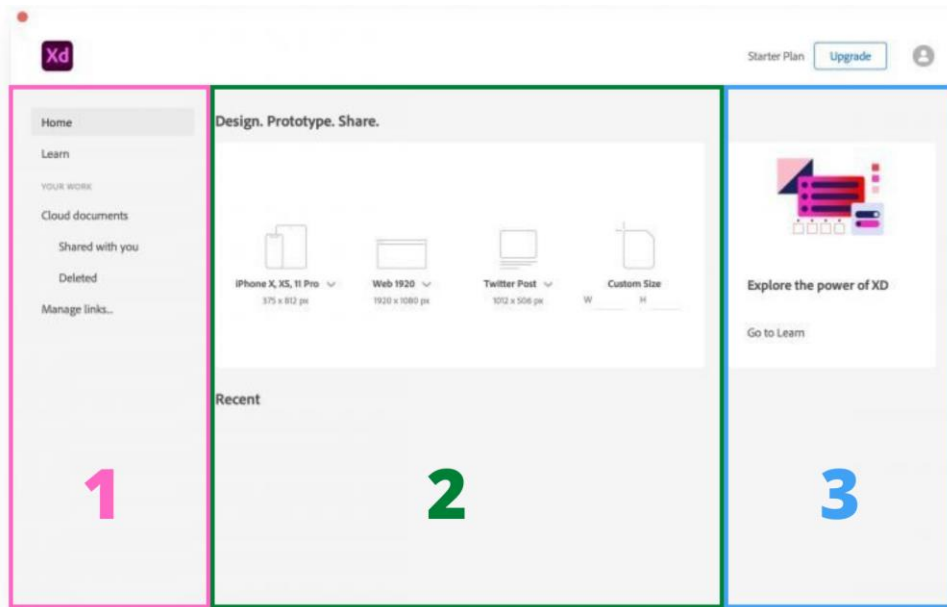 Xd
Starter Plan Upgrade
Home
Learn
YOUR WORK
Cloud documents
Shared with you
Deleted
Manage links...
1
Design. Prototype. Share.
iPhone X, XS, 11 Pro
375 x 812 px
Web 1920
1920 x 1080 px
Twitter Post
1012 x 506 px
Custom Size
W H
Recent
2
Explore the power of XD
Go to Learn
3